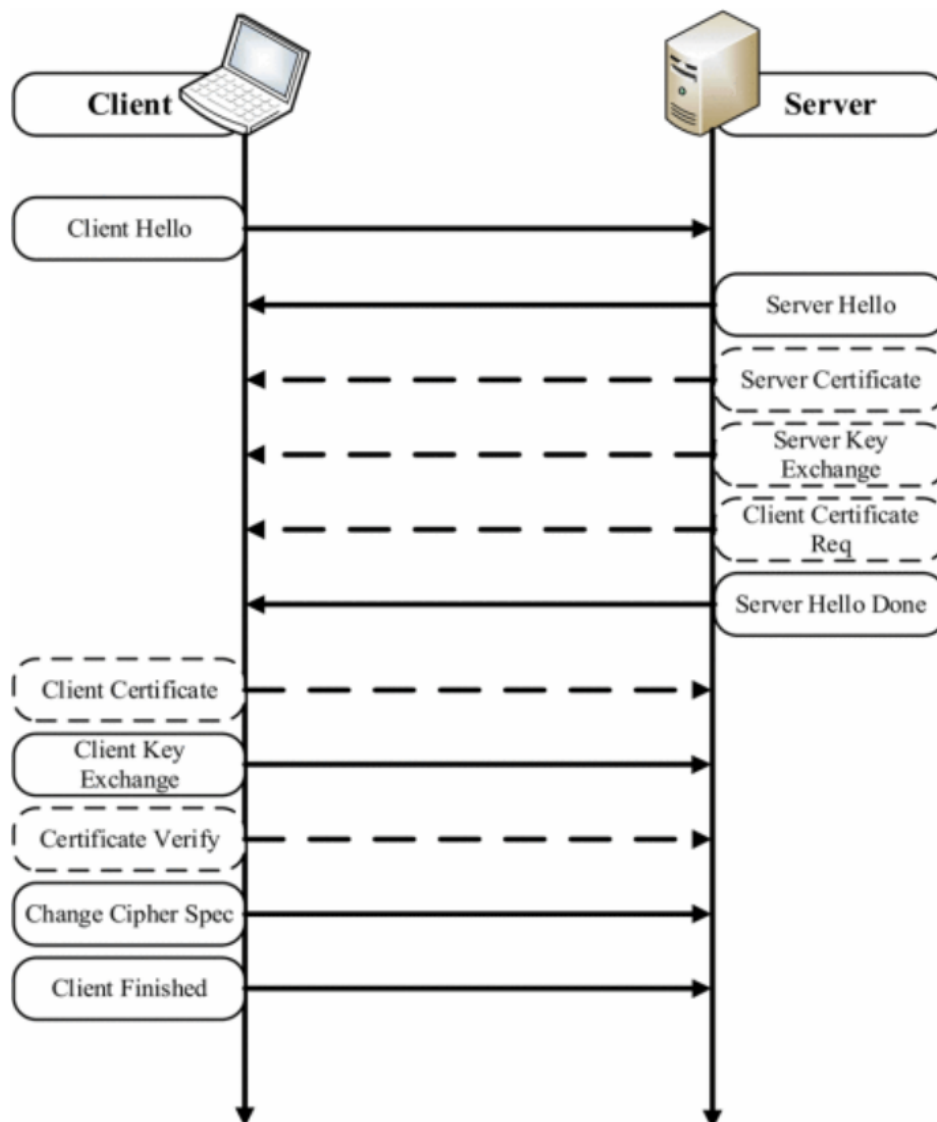 Client
Server
Client Hello
Server Hello
Server Certificate
Server Key
Exchange
Client Certificate
Req
Server Hello Done
Client Certificate
Client Key
Exchange
Certificate Verify
Change Cipher Spec
Client Finished